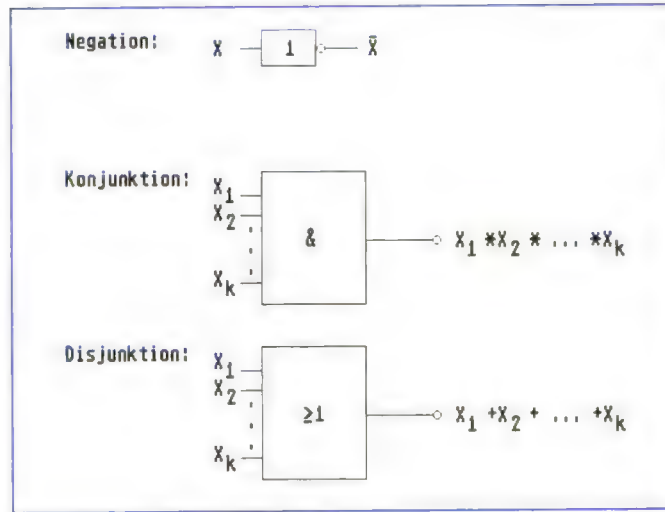 Negation: X 1 X̄
Konjunktion:
X1
X2
& X1 *X2 * ... *Xk
Xk
Disjunktion:
X1
X2
≥1 X1 +X2 + ... +Xk
Xk